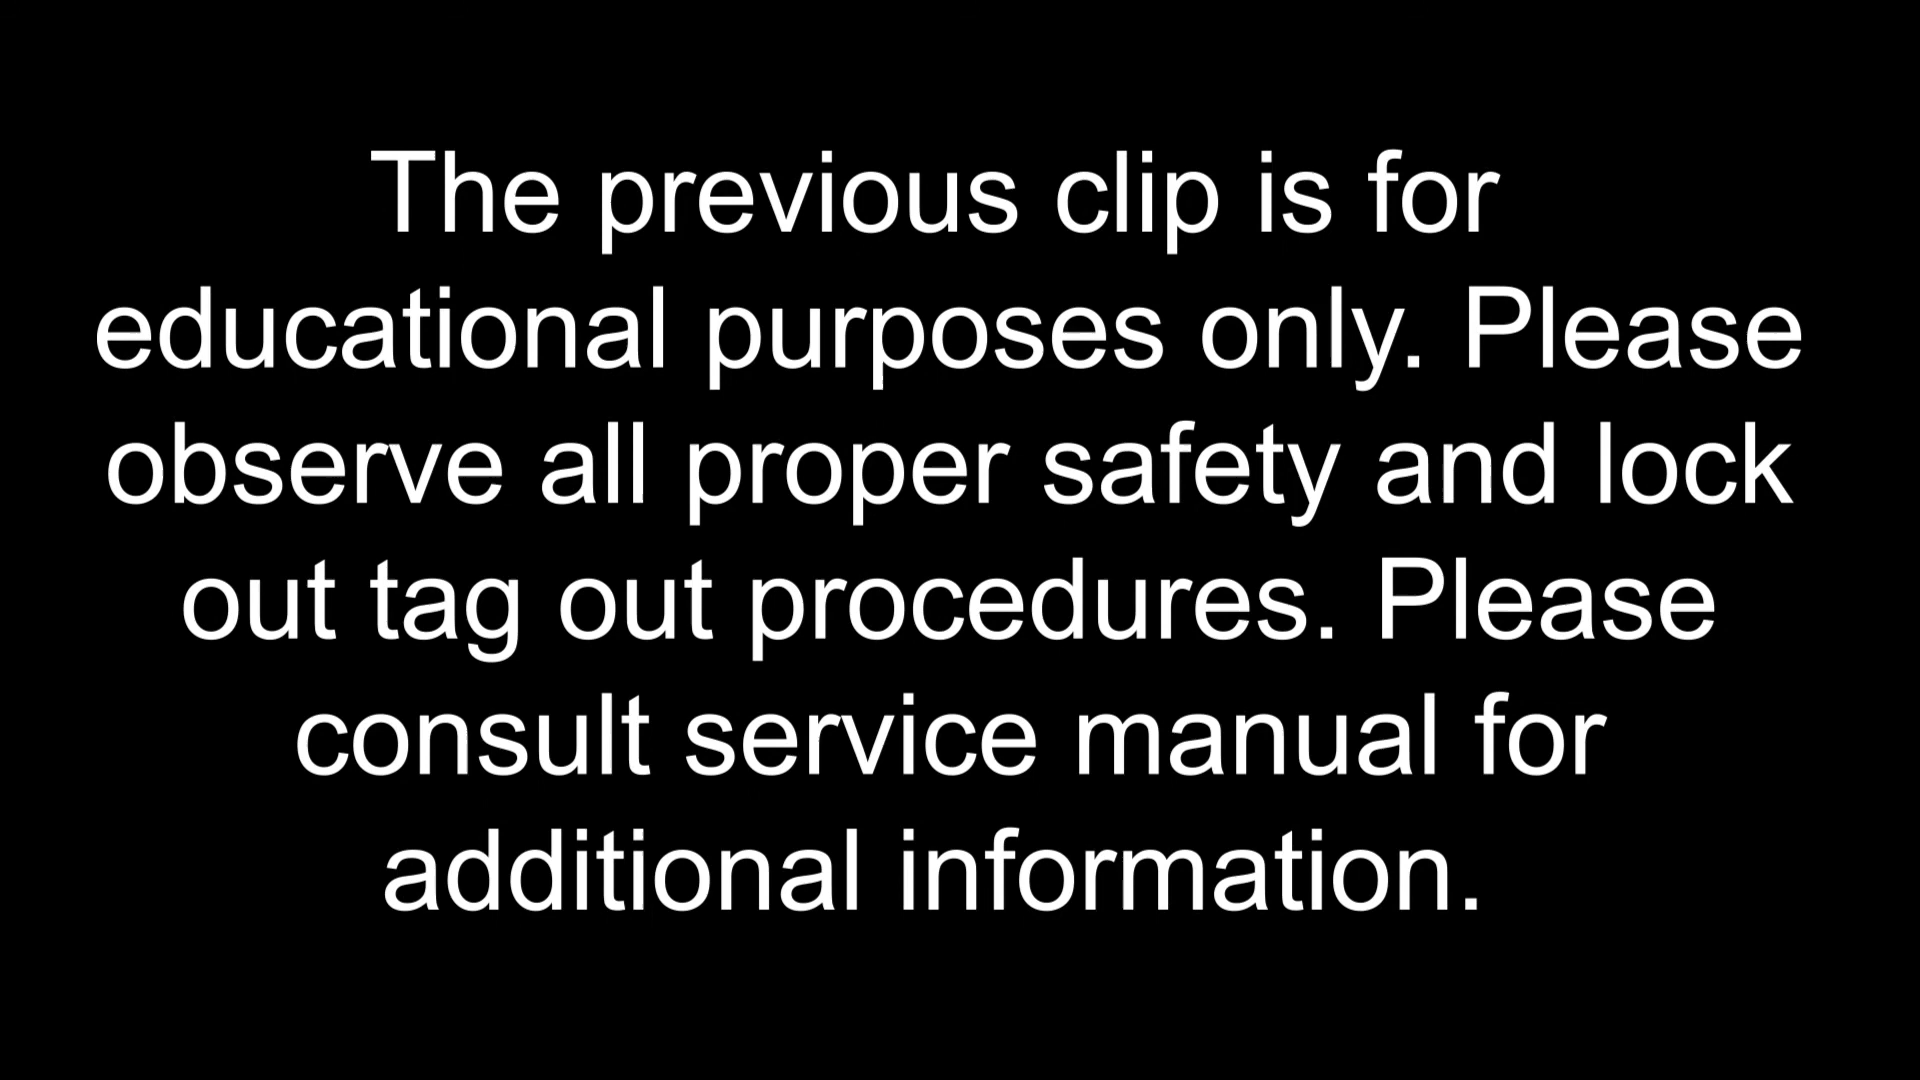 The previous clip is for
educational purposes only. Please
observe all proper safety and lock
out tag out procedures. Please
consult service manual for
additional information.